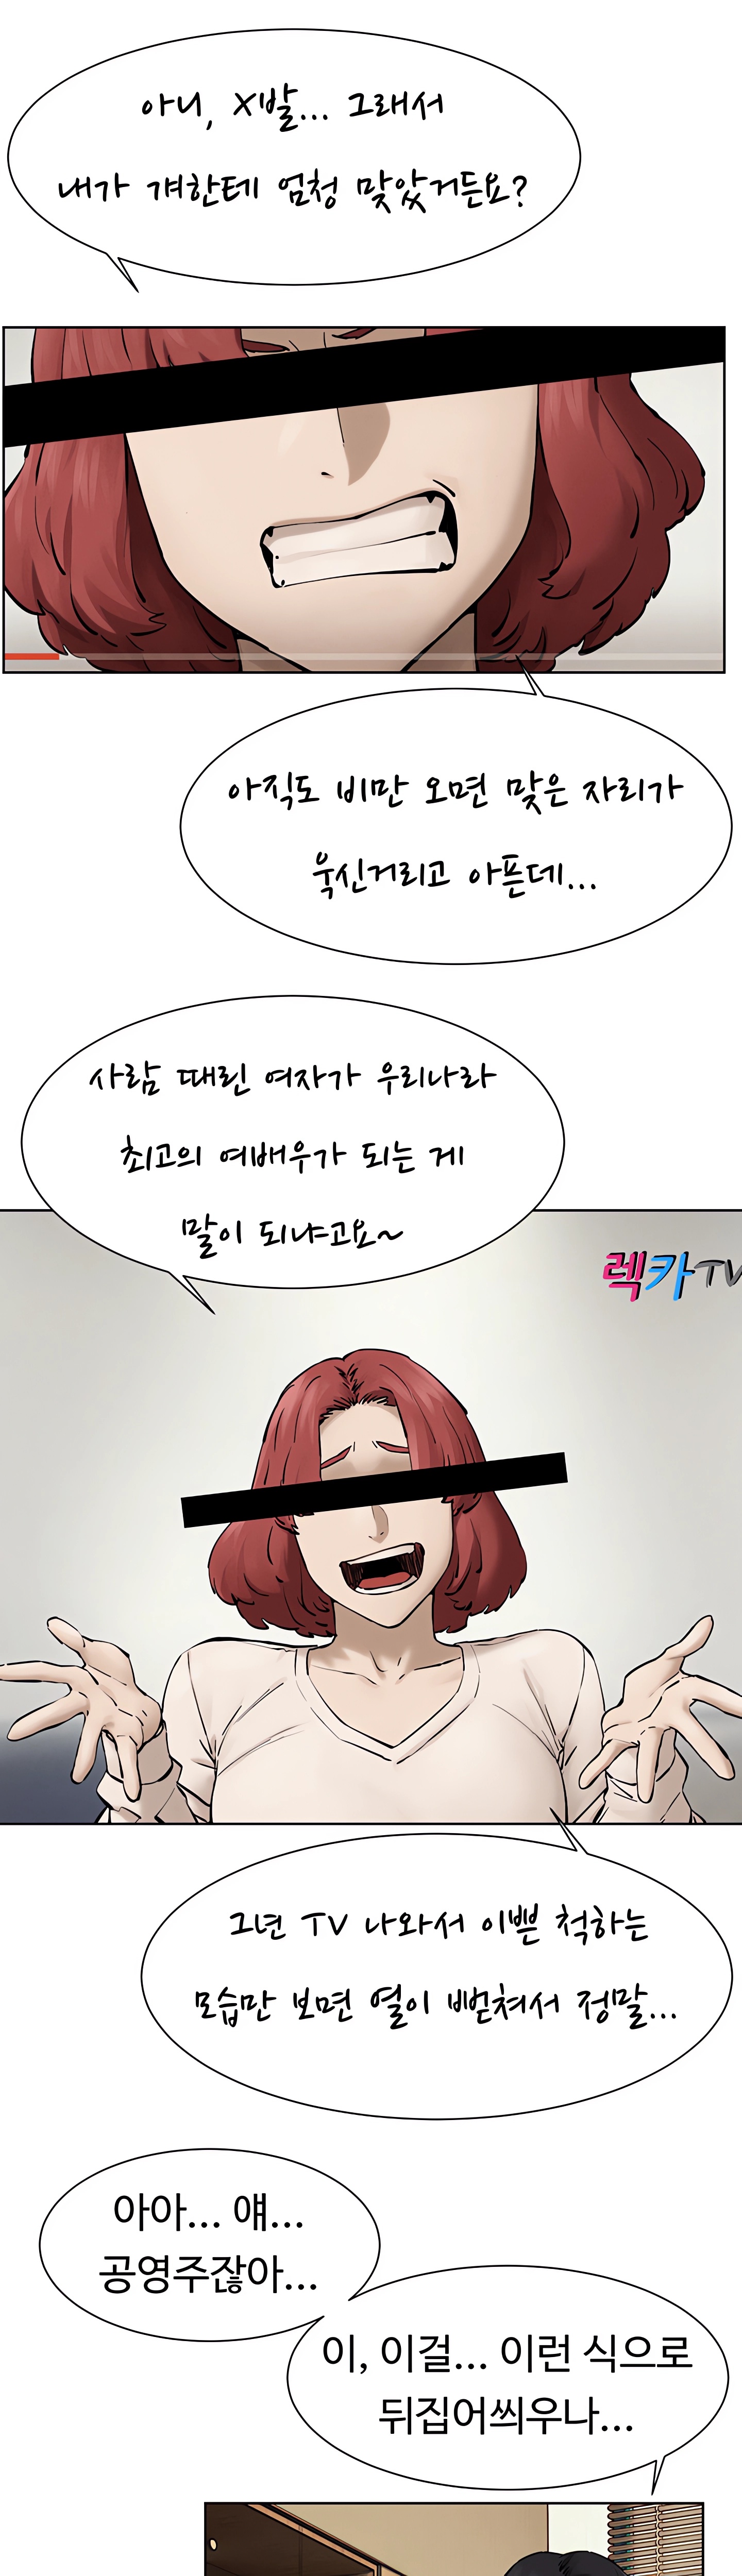 아니, X발... 그래서
내가 걔한테 엄청 맞았거든요?
아직도 비만 오면 맞은 자리가
욱신거리고 아픈데...
사람 때린 여자가 우리나라
최고의 여배우가 되는 게
말이 되냐고요~
렉카TV
그년 TV 나와서 이쁜 척하는
모습만 보면 열이 뻗쳐서 정말...
아아... 얘...
공영주잖아...
이, 이걸... 이런 식으로
뒤집어씌우나...